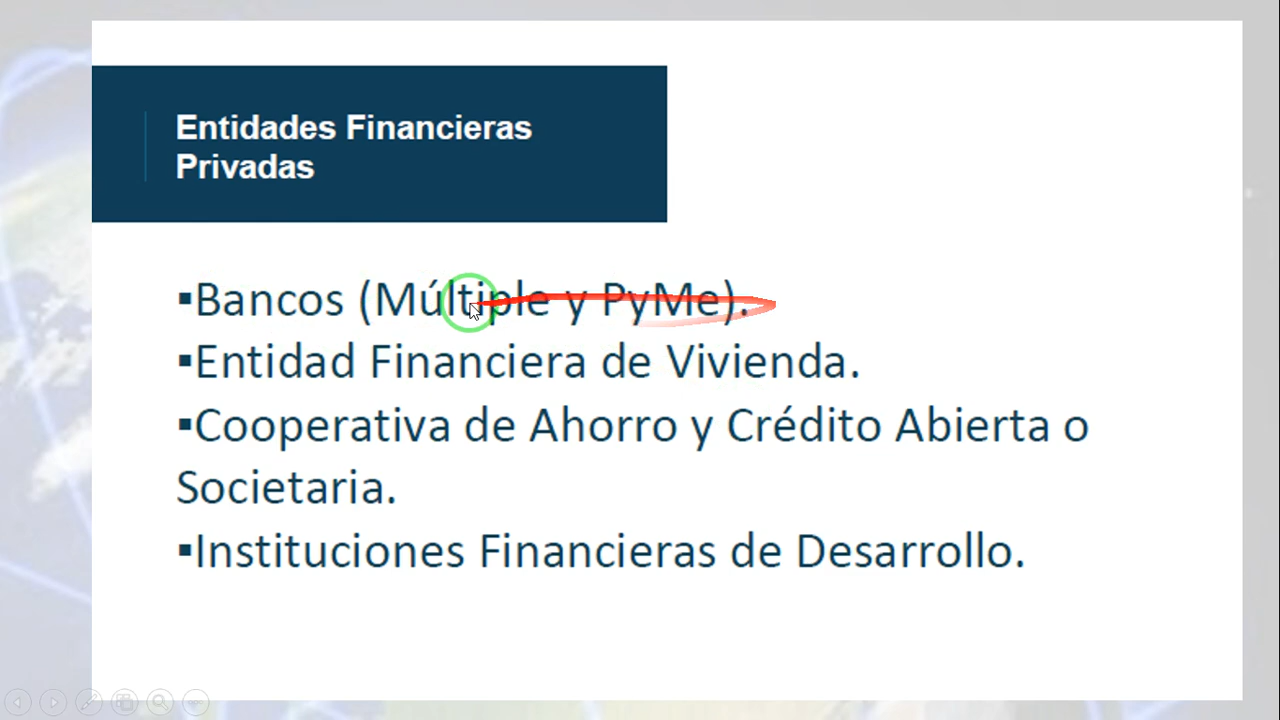 Entidades Financieras
Privadas
▪Bancos (Múltiple y PyMe).
▪Entidad Financiera de Vivienda.
▪Cooperativa de Ahorro y Crédito Abierta o
Societaria.
▪Instituciones Financieras de Desarrollo.